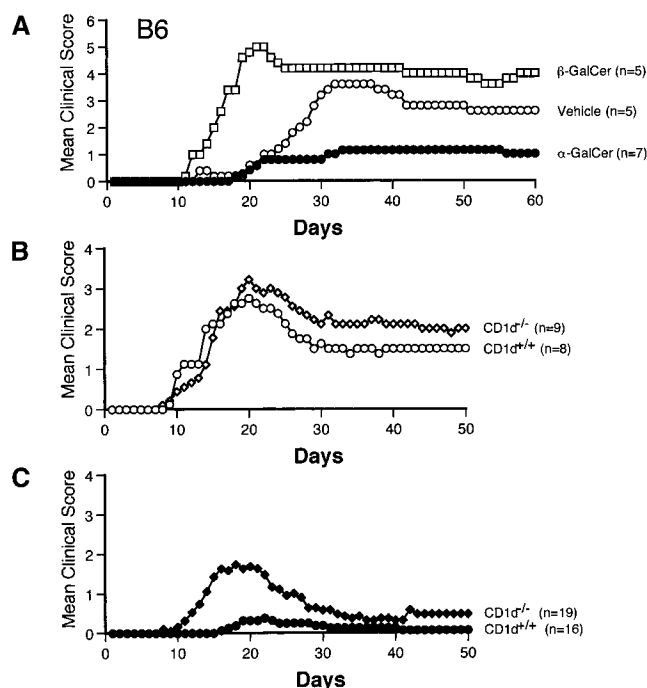 A
B6
Mean Clinical Score
6
5
4
3
2
1
0
0 10 20 30 40 50 60
Days
β-GalCer (n=5)
Vehicle (n=5)
α-GalCer (n=7)
B
Mean Clinical Score
4
3
2
1
0
0 10 20 30 40 50
Days
CD1d-/- (n=9)
CD1d+/+ (n=8)
C
Mean Clinical Score
4
3
2
1
0
0 10 20 30 40 50
Days
CD1d-/- (n=19)
CD1d+/+ (n=16)